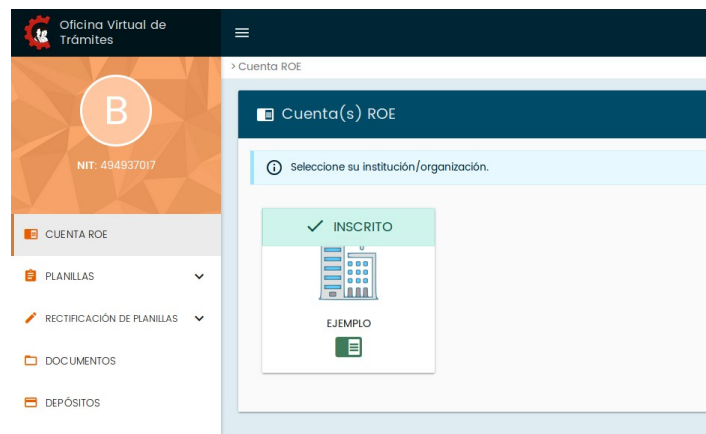 Oficina Virtual de
Trámites
> Cuenta ROE
B
NIT: 494937017
Cuenta(s) ROE
Seleccione su institución/organización.
CUENTA ROE
PLANILLAS
RECTIFICACIÓN DE PLANILLAS
DOCUMENTOS
DEPÓSITOS
INSCRITO
EJEMPLO